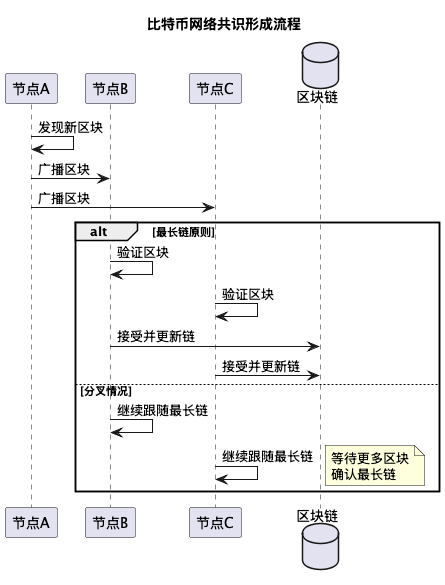 比特币网络共识形成流程
节点A
节点B
节点C
区块链
发现新区块
广播区块
广播区块
alt
[最长链原则]
验证区块
验证区块
接受并更新链
接受并更新链
[分叉情况]
继续跟随最长链
继续跟随最长链
等待更多区块
确认最长链
节点A
节点B
节点C
区块链